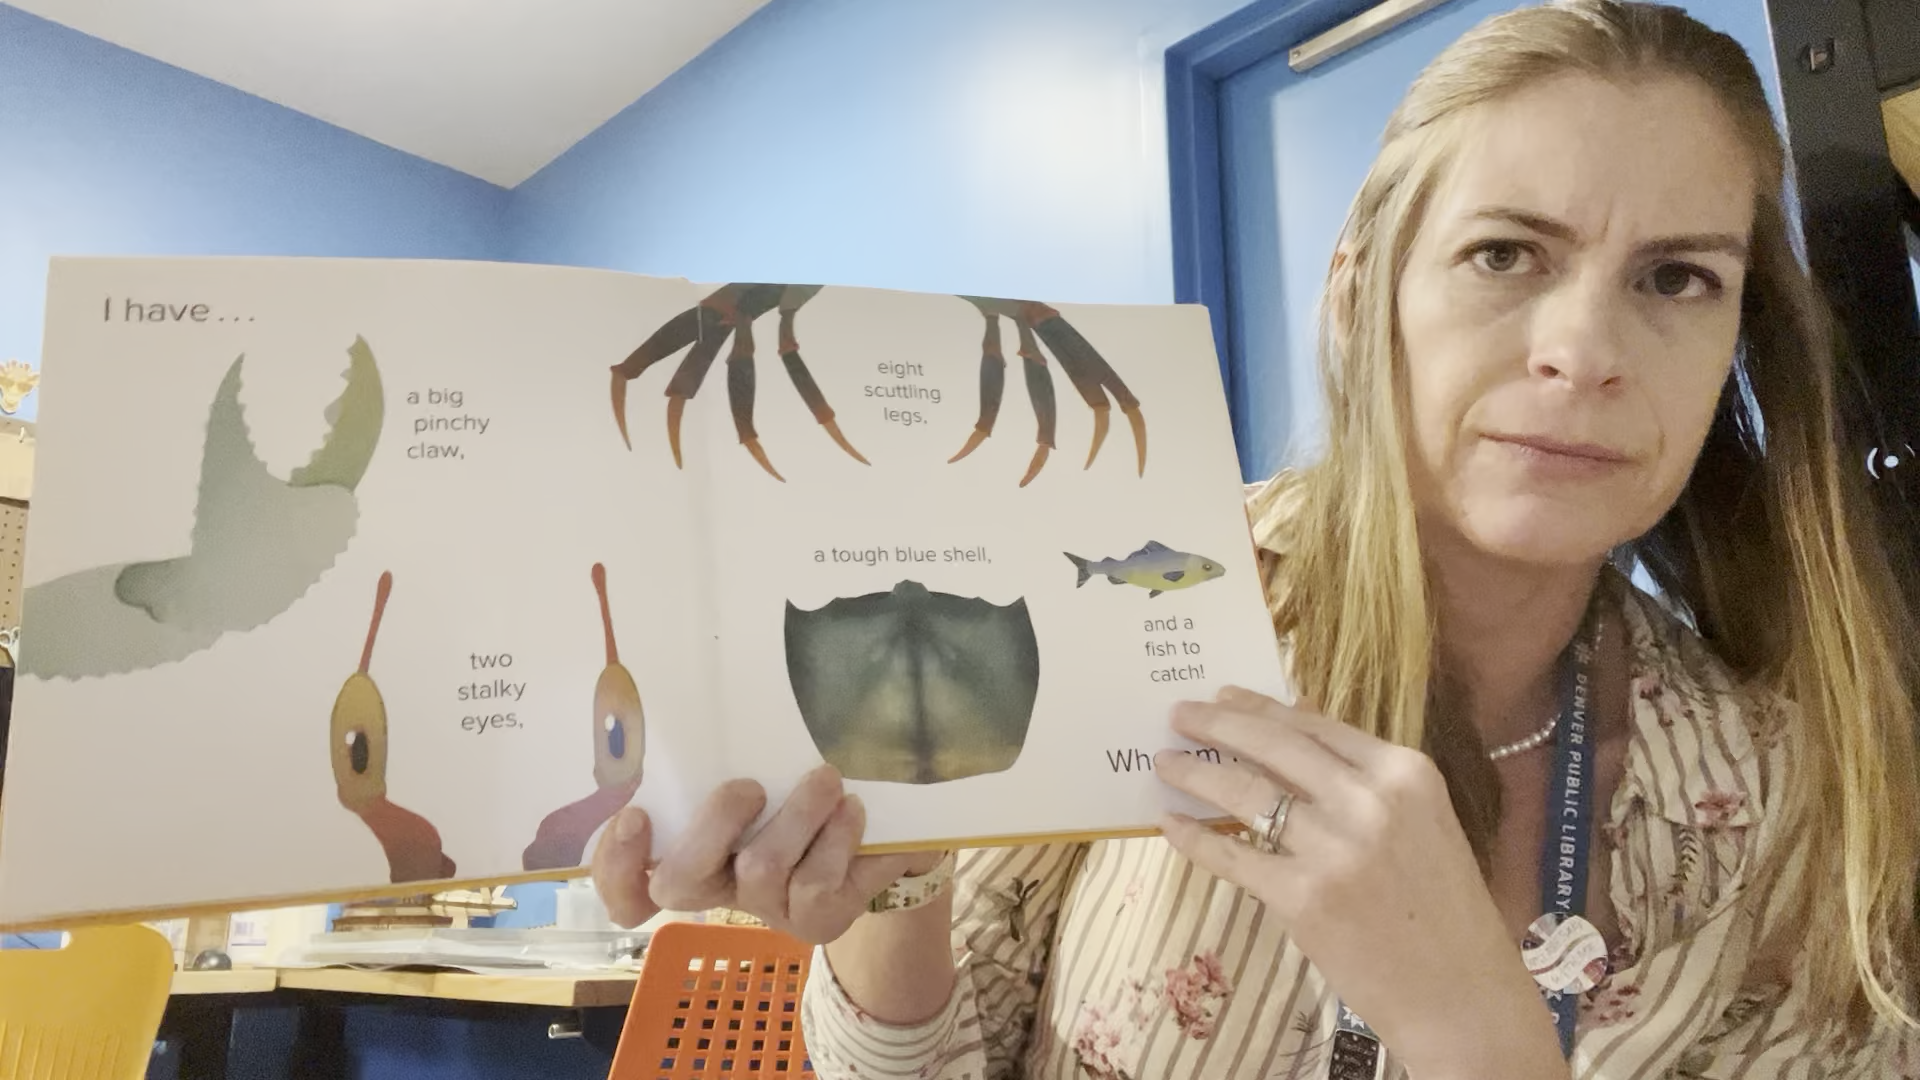 I have...
a big
pinchy
claw,
two
stalky
eyes,
eight
scuttling
legs,
a tough blue shell,
and a
fish to
catch!
DENVER PUBLIC LIBRARY